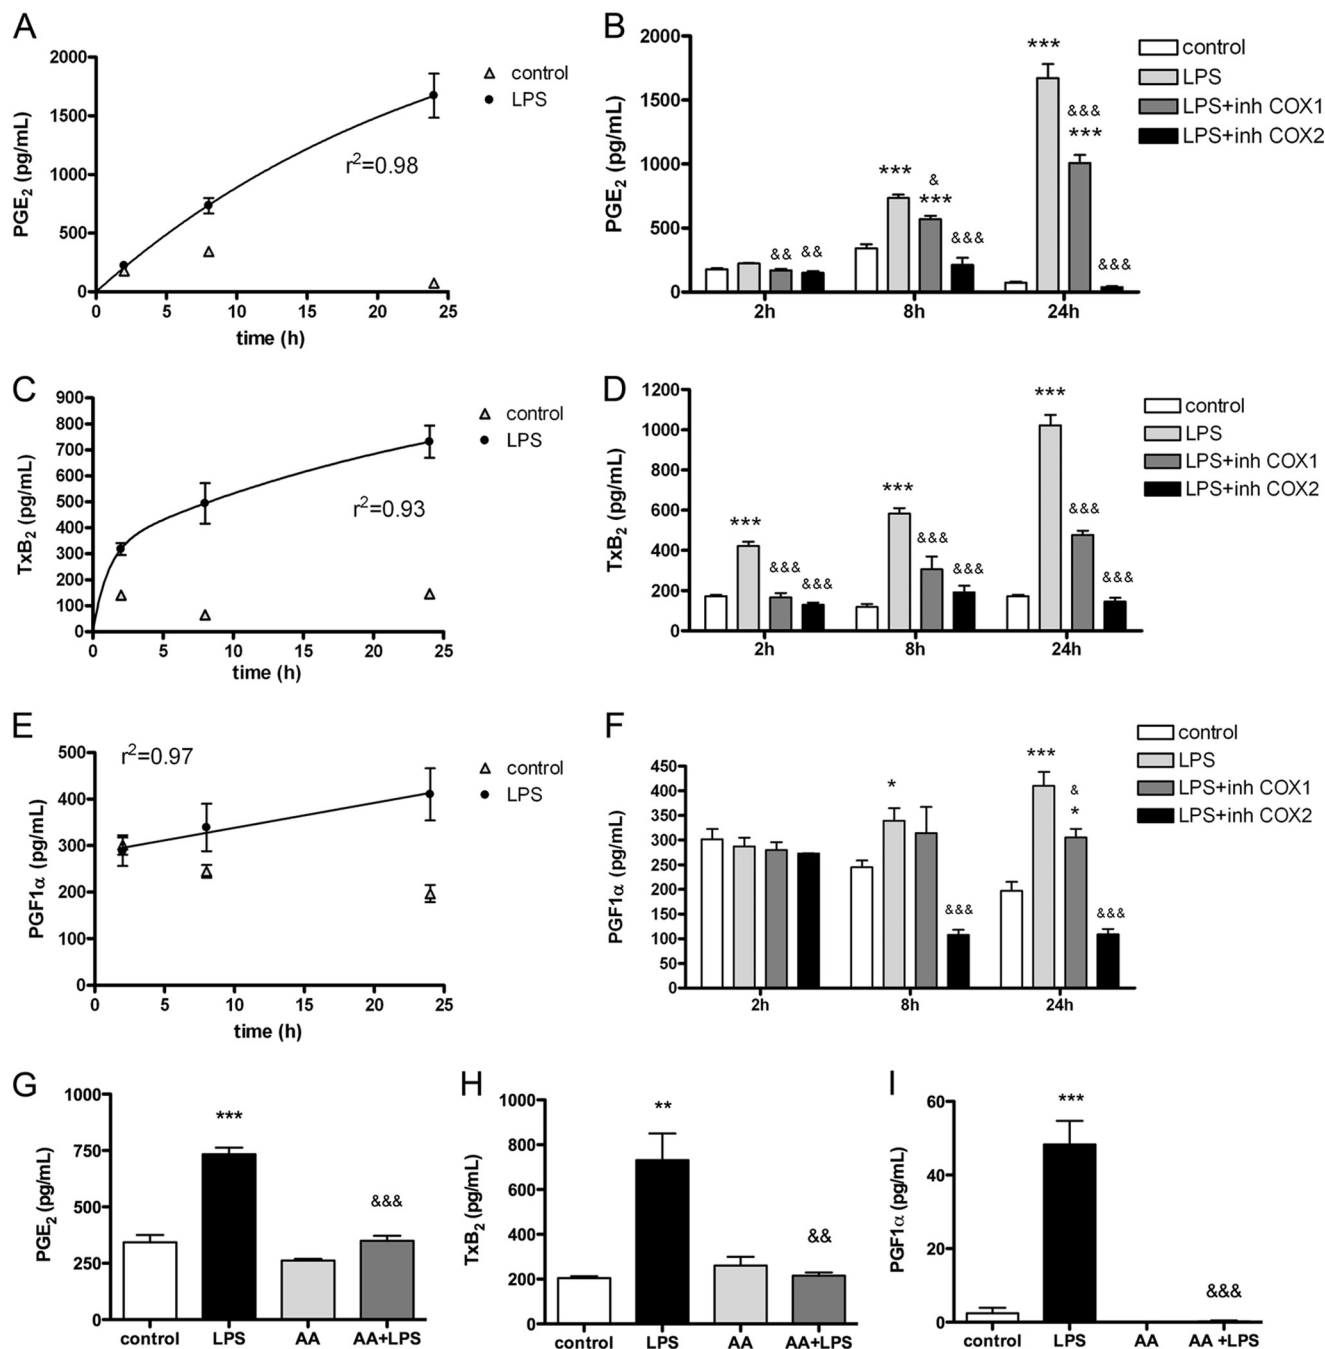 A
PGE2 (pg/mL)
2000
1500
1000
500
0
0 5 10 15 20 25
time (h)
control
LPS
r2=0.98
B
PGE2 (pg/mL)
2000
1500
1000
500
0
***
&&&
***
***
&
***
&& &&
&&&
&&&
2h 8h 24h
control
LPS
LPS+inh COX1
LPS+inh COX2
C
TxB2 (pg/mL)
900
800
700
600
500
400
300
200
100
0
0 5 10 15 20 25
time (h)
control
LPS
r2=0.93
D
TxB2 (pg/mL)
1200
1000
800
600
400
200
0
***
***
***
&&&
&&&
&&&
&&&
&&&
&&&
2h 8h 24h
control
LPS
LPS+inh COX1
LPS+inh COX2
E
PGF1α (pg/mL)
500
400
300
200
100
0
0 5 10 15 20 25
time (h)
r2=0.97
control
LPS
F
PGF1α (pg/mL)
450
400
350
300
250
200
150
100
50
0
***
*
&
*
&&&
&&&
2h 8h 24h
control
LPS
LPS+inh COX1
LPS+inh COX2
G
PGE2 (pg/mL)
1000
750
500
250
0
***
&&&
control LPS AA AA+LPS
H
TxB2 (pg/mL)
1000
800
600
400
200
0
**
&&
control LPS AA AA+LPS
I
PGF1α (pg/mL)
60
40
20
0
***
&&&
control LPS AA AA +LPS